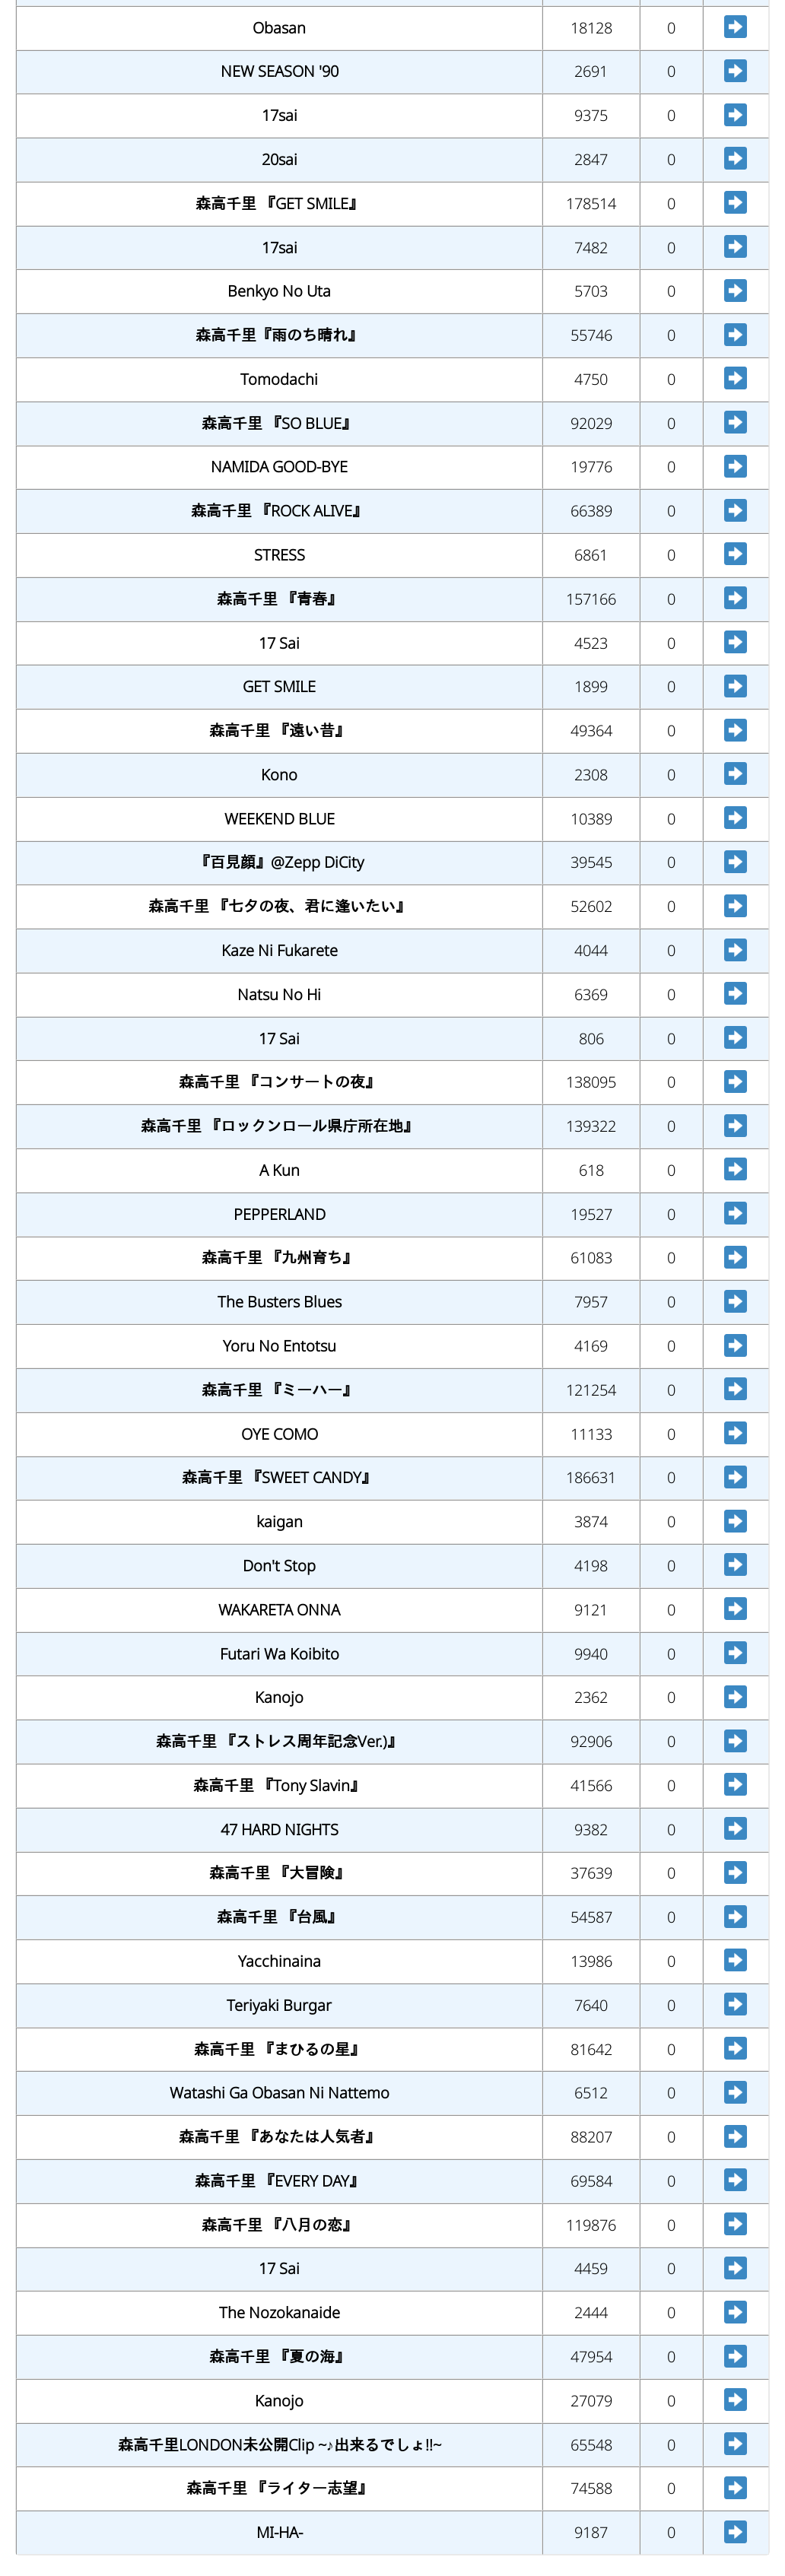 Obasan 18128 0
NEW SEASON '90 2691 0
17sai 9375 0
20sai 2847 0
森高千里 『GET SMILE』 178514 0
17sai 7482 0
Benkyo No Uta 5703 0
森高千里『雨のち晴れ』 55746 0
Tomodachi 4750 0
森高千里 『SO BLUE』 92029 0
NAMIDA GOOD-BYE 19776 0
森高千里 『ROCK ALIVE』 66389 0
STRESS 6861 0
森高千里 『青春』 157166 0
17 Sai 4523 0
GET SMILE 1899 0
森高千里 『遠い昔』 49364 0
Kono 2308 0
WEEKEND BLUE 10389 0
『百見顔』@Zepp DiCity 39545 0
森高千里 『七夕の夜、君に逢いたい』 52602 0
Kaze Ni Fukarete 4044 0
Natsu No Hi 6369 0
17 Sai 806 0
森高千里 『コンサートの夜』 138095 0
森高千里 『ロックンロール県庁所在地』 139322 0
A Kun 618 0
PEPPERLAND 19527 0
森高千里 『九州育ち』 61083 0
The Busters Blues 7957 0
Yoru No Entotsu 4169 0
森高千里 『ミーハー』 121254 0
OYE COMO 11133 0
森高千里 『SWEET CANDY』 186631 0
kaigan 3874 0
Don't Stop 4198 0
WAKARETA ONNA 9121 0
Futari Wa Koibito 9940 0
Kanojo 2362 0
森高千里 『ストレス周年記念Ver.)』 92906 0
森高千里 『Tony Slavin』 41566 0
47 HARD NIGHTS 9382 0
森高千里 『大冒険』 37639 0
森高千里 『台風』 54587 0
Yacchinaina 13986 0
Teriyaki Burgar 7640 0
森高千里 『まひるの星』 81642 0
Watashi Ga Obasan Ni Nattemo 6512 0
森高千里 『あなたは人気者』 88207 0
森高千里 『EVERY DAY』 69584 0
森高千里 『八月の恋』 119876 0
17 Sai 4459 0
The Nozokanaide 2444 0
森高千里 『夏の海』 47954 0
Kanojo 27079 0
森高千里LONDON未公開Clip ~♪出来るでしょ!!~ 65548 0
森高千里 『ライター志望』 74588 0
MI-HA- 9187 0